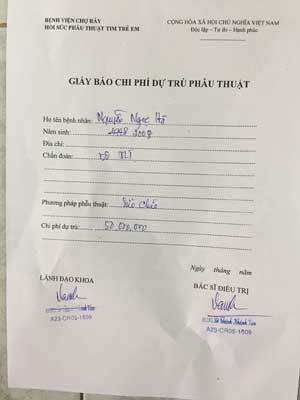 BỆNH VIỆN CHỢ RẪY
HỒI SỨC PHẪU THUẬT TIM TRẺ EM
CỘNG HÒA XÃ HỘI CHỦ NGHĨA VIỆT NAM
Độc lập – Tự do – Hạnh phúc
GIẤY BÁO CHI PHÍ DỰ TRÙ PHẪU THUẬT
Họ tên bệnh nhân: Nguyễn Ngọc Hà
Năm sinh: 2008
Địa chỉ:
Chẩn đoán:
Phương pháp phẫu thuật:
Chi phí dự trù: 50,000,000
Ngày tháng năm
LÃNH ĐẠO KHOA
BÁC SĨ ĐIỀU TRỊ
A23-CR05-1509
A23-CR05-1509